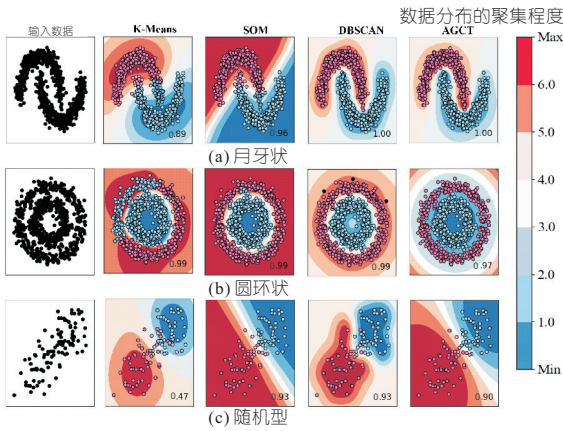 数据分布的聚集程度
输入数据 K-Means SOM DBSCAN AGCT
Max
6.0
5.0
4.0
3.0
2.0
1.0
Min
0.89 0.96 1.00 1.00
(a) 月牙状
0.99 0.99 0.99 0.97
(b) 圆环状
0.47 0.93 0.93 0.90
(c) 随机型